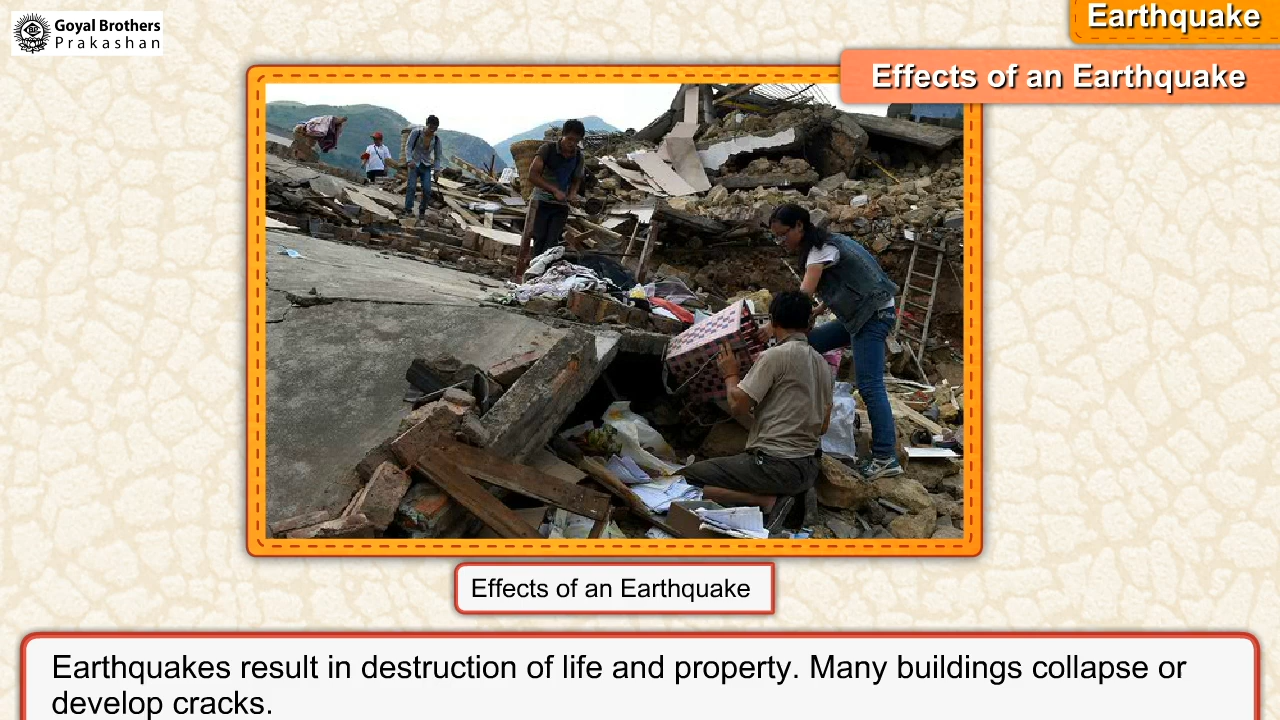 Goyal Brothers
Prakashan
Earthquake
Effects of an Earthquake
Effects of an Earthquake
Earthquakes result in destruction of life and property. Many buildings collapse or
develop cracks.